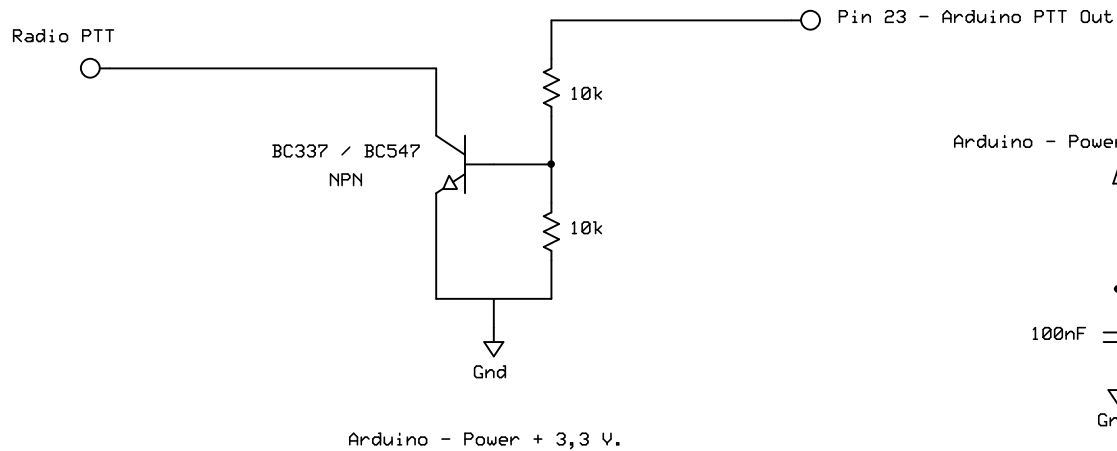 Pin 23 - Arduino PTT Out
Radio PTT
10k
Arduino - Power
BC337 / BC547
NPN
10k
100nF
Gnd
Arduino - Power + 3,3 V.